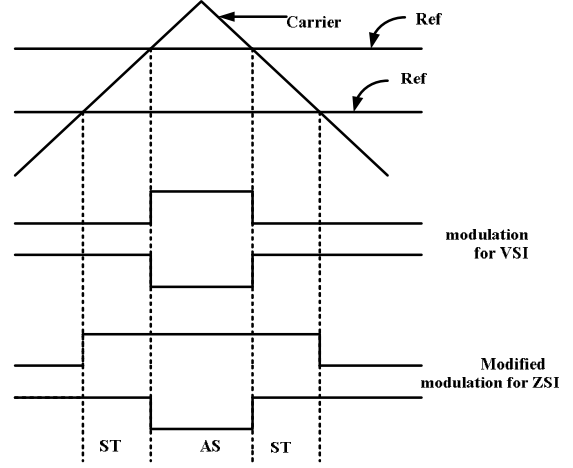 Ref
Carrier
Ref
modulation
for VSI
Modified
modulation for ZSI
ST AS ST